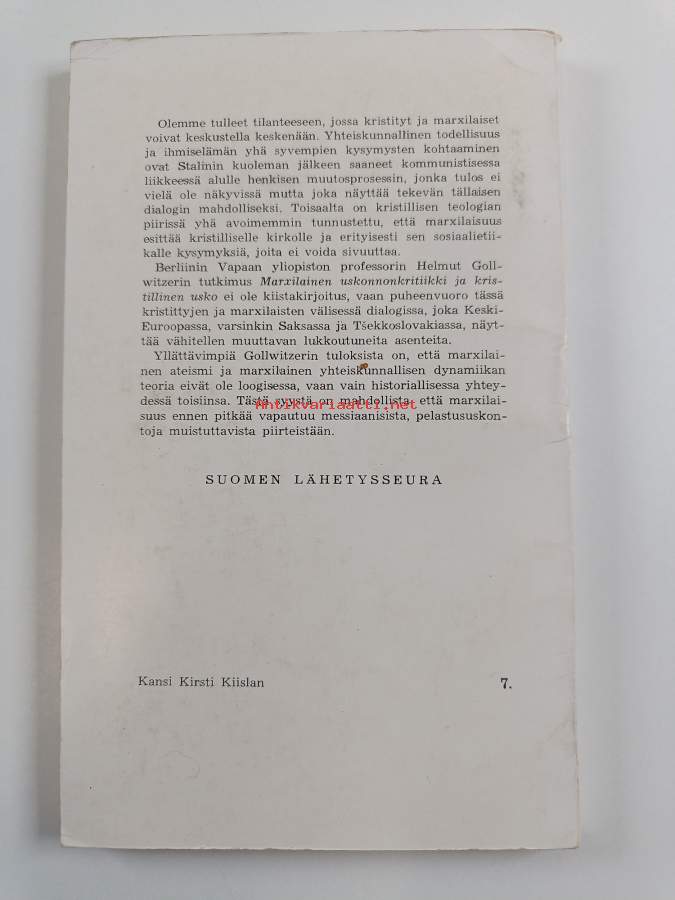 Olemme tulleet tilanteeseen, jossa kristityt ja marxilaiset
voivat keskustella keskenään. Yhteiskunnallinen todellisuus
ja ihmiselämän yhä syvempien kysymysten kohtaaminen
ovat Stalinin kuoleman jälkeen saaneet kommunistisessa
liikkeessä alulle henkisen muutosprosessin, jonka tulos ei
vielä ole näkyvissä mutta joka näyttää tekevän tällaisen
dialogin mahdolliseksi. Toisaalta on kristillisen teologian
piirissä yhä avoimemmin tunnustettu, että marxilaisuus
esittää kristilliselle kirkolle ja erityisesti sen sosiaalietii-
kalle kysymyksiä, joita ei voida sivuuttaa.
Berliinin Vapaan yliopiston professorin Helmut Goll-
witzerin tutkimus Marxilainen uskonnonkritiikki ja kris-
tillinen usko ei ole kiistakirjoitus, vaan puheenvuoro tässä
kristittyjen ja marxilaisten välisessä dialogissa, joka Keski-
Euroopassa, varsinkin Saksassa ja Tšekkoslovakiassa, näyt-
tää vähitellen muuttavan lukkoutuneita asenteita.
Yllättävimpiä Gollwitzerin tuloksista on, että marxilai-
nen ateismi ja marxilainen yhteiskunnallisen dynamiikan
teoria eivät ole loogisessa, vaan vain historiallisessa yhtey-
dessä toisiinsa. Tästä syystä on mahdollista, että marxilai-
Antikvariaatti.net
suus ennen pitkää vapautuu messiaanisista, pelastususkon-
toja muistuttavista piirteistään.
SUOMEN LÄHETYSSEURA
Kansi Kirsti Kiislan
7.